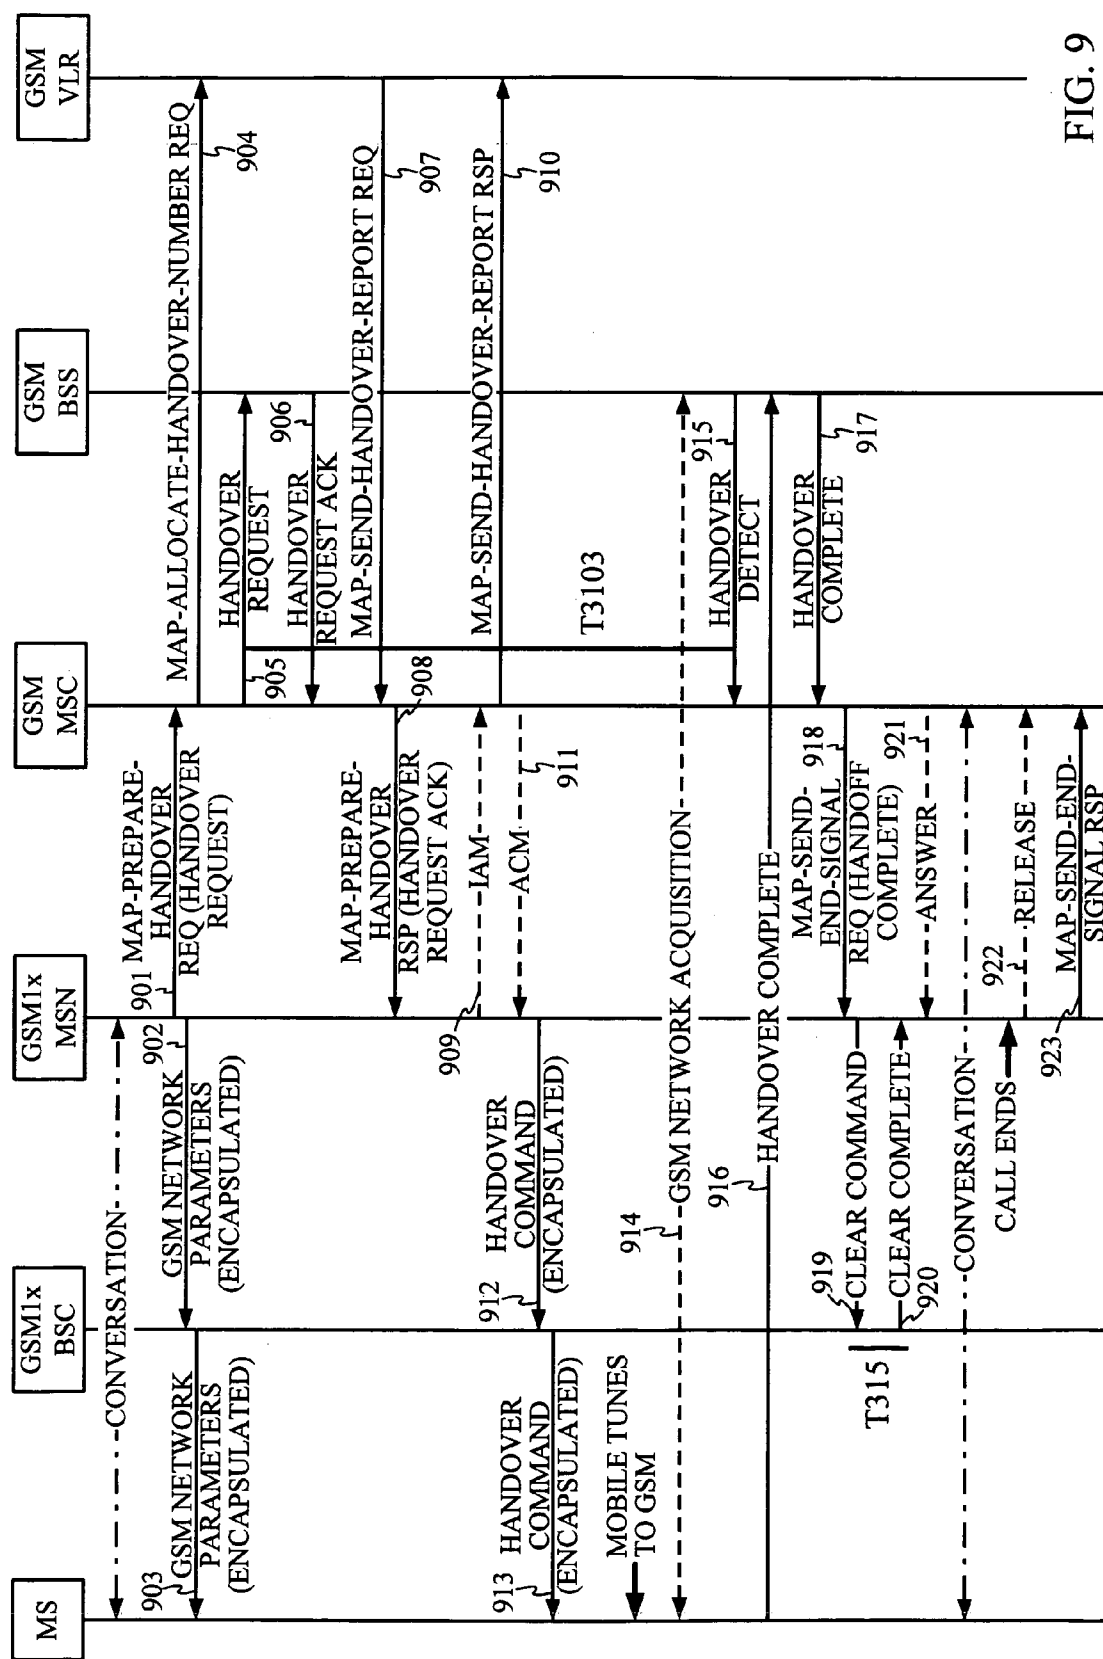 MS
GSM1x
BSC
GSM1x
MSN
GSM
MSC
GSM
BSS
GSM
VLR
CONVERSATION
901
MAP-PREPARE-
HANDOVER
REQ (HANDOVER
REQUEST)
902
GSM NETWORK
PARAMETERS
(ENCAPSULATED)
903
GSM NETWORK
PARAMETERS
(ENCAPSULATED)
MAP-ALLOCATE-HANDOVER-NUMBER REQ
904
HANDOVER
REQUEST
905
906
HANDOVER
REQUEST ACK
MAP-SEND-HANDOVER-REPORT REQ
907
MAP-PREPARE-
HANDOVER
RSP (HANDOVER
REQUEST ACK)
908
IAM
909
MAP-SEND-HANDOVER-REPORT RSP
910
ACM
911
HANDOVER
COMMAND
(ENCAPSULATED)
912
HANDOVER
COMMAND
(ENCAPSULATED)
913
T3103
MOBILE TUNES
TO GSM
GSM NETWORK ACQUISITION
914
HANDOVER
DETECT
915
HANDOVER COMPLETE
916
HANDOVER
COMPLETE
917
MAP-SEND-
END-SIGNAL
REQ (HANDOFF
COMPLETE)
918
919
CLEAR COMMAND
CLEAR COMPLETE
920
T315
ANSWER
921
CONVERSATION
CALL ENDS
RELEASE
922
MAP-SEND-END-
SIGNAL RSP
923
FIG. 9